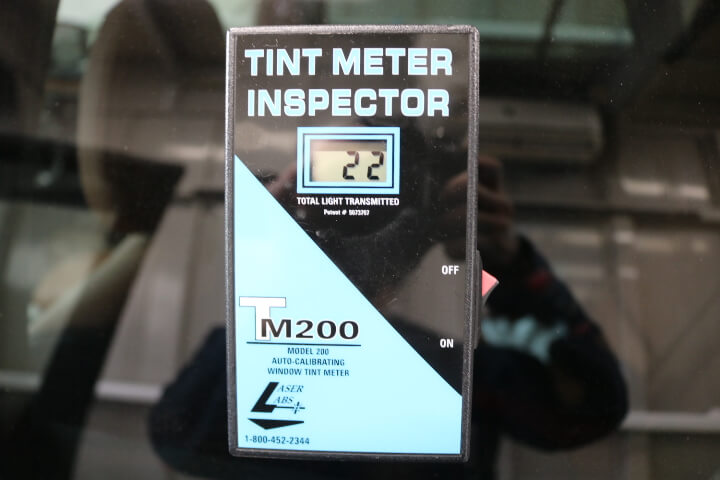 TINT METER
INSPECTOR
22
TOTAL LIGHT TRANSMITTED
Patent # 5673767
OFF
ON
TM200
MODEL 200
AUTO-CALIBRATING
WINDOW TINT METER
LASER
LABS
1-800-452-2344